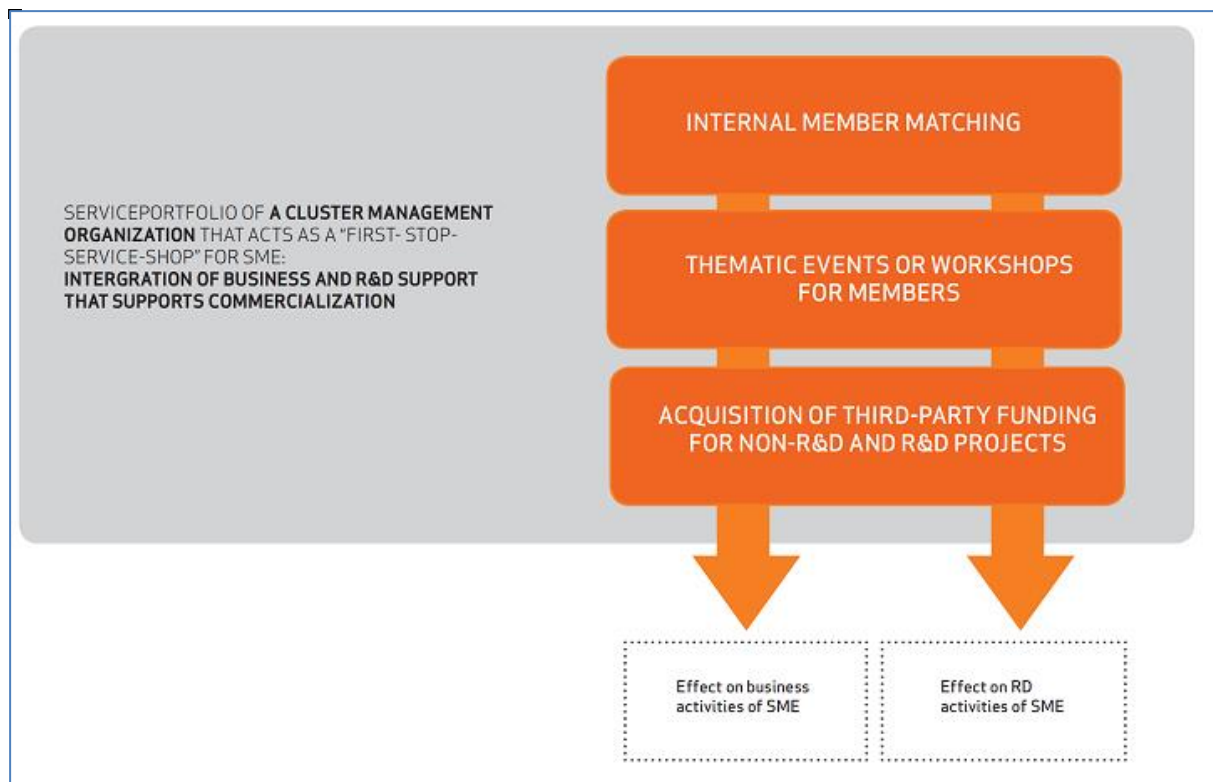 SERVICEPORTFOLIO OF A CLUSTER MANAGEMENT
ORGANIZATION THAT ACTS AS A "FIRST- STOP-
SERVICE-SHOP" FOR SME:
INTERGRATION OF BUSINESS AND R&D SUPPORT
THAT SUPPORTS COMMERCIALIZATION
INTERNAL MEMBER MATCHING
THEMATIC EVENTS OR WORKSHOPS
FOR MEMBERS
ACQUISITION OF THIRD-PARTY FUNDING
FOR NON-R&D AND R&D PROJECTS
Effect on business
activities of SME
Effect on RD
activities of SME